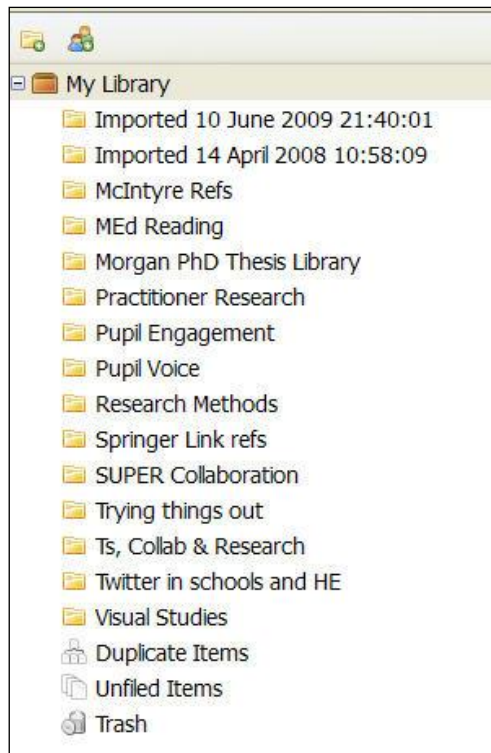 My Library
Imported 10 June 2009 21:40:01
Imported 14 April 2008 10:58:09
McIntyre Refs
MEd Reading
Morgan PhD Thesis Library
Practitioner Research
Pupil Engagement
Pupil Voice
Research Methods
Springer Link refs
SUPER Collaboration
Trying things out
Ts, Collab & Research
Twitter in schools and HE
Visual Studies
Duplicate Items
Unfiled Items
Trash